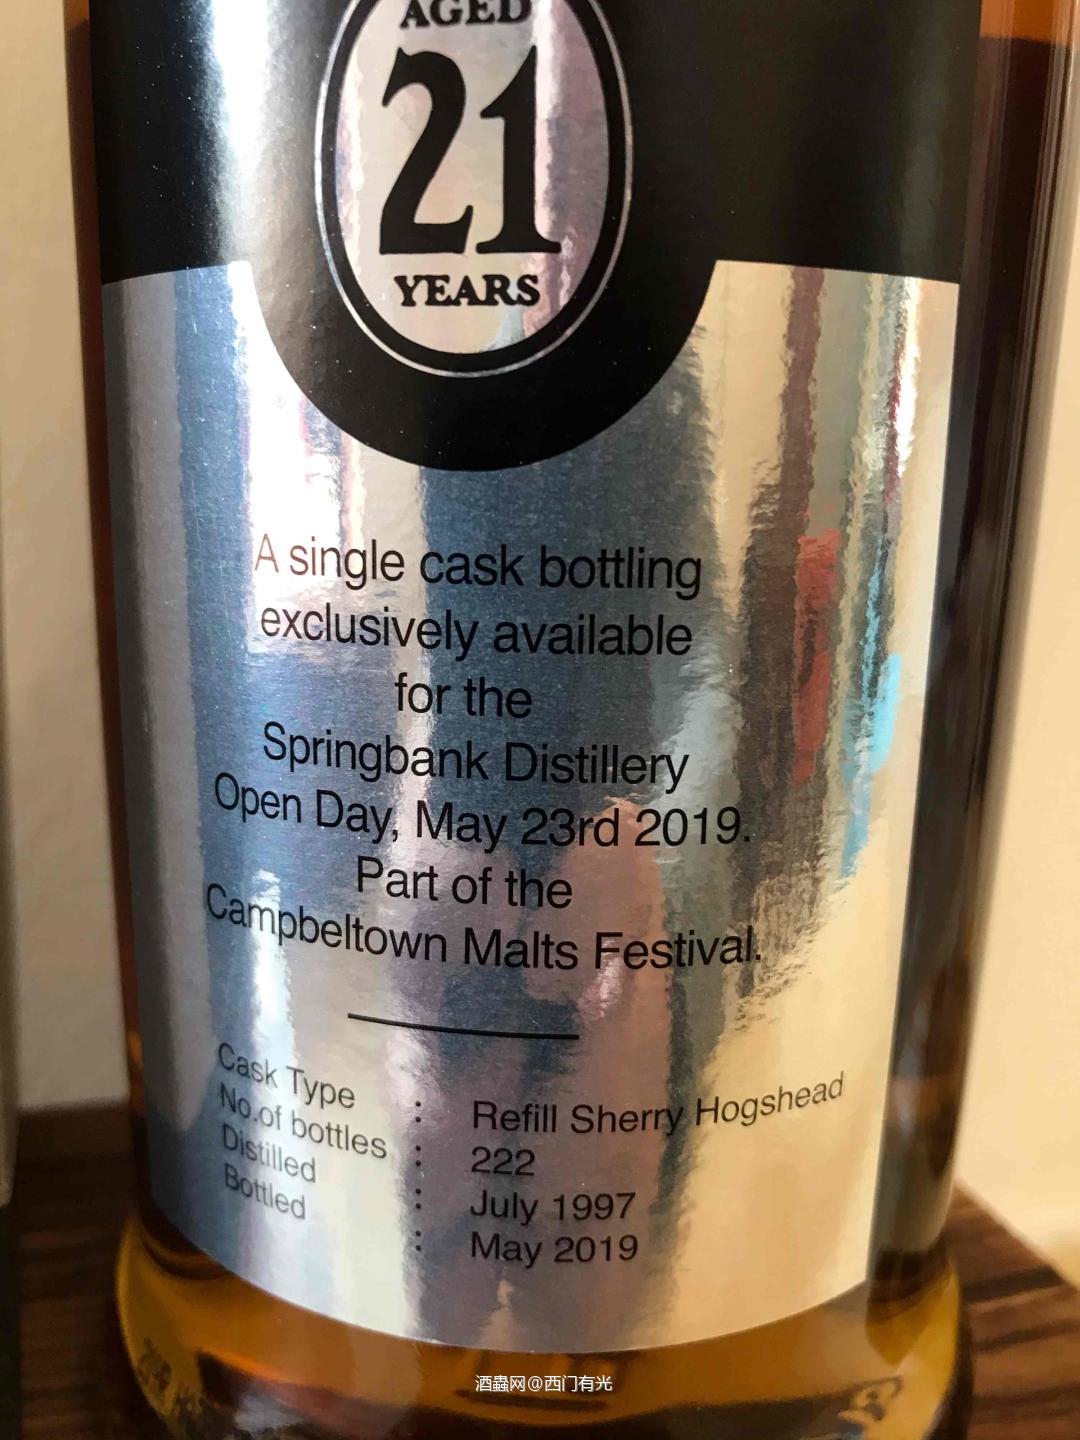 AGED
21
YEARS
A single cask bottling
exclusively available
for the
Springbank Distillery
Open Day, May 23rd 2019.
Part of the
Campbeltown Malts Festival.
Cask Type : Refill Sherry Hogshead
No.of bottles : 222
Distilled : July 1997
Bottled : May 2019
酒蟲网@西门有光